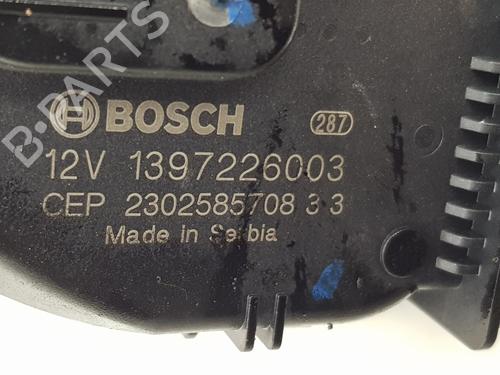 B-PARTS
BOSCH
287
12V 1397226003
CEP 2302585708 3 3
Made in Serbia